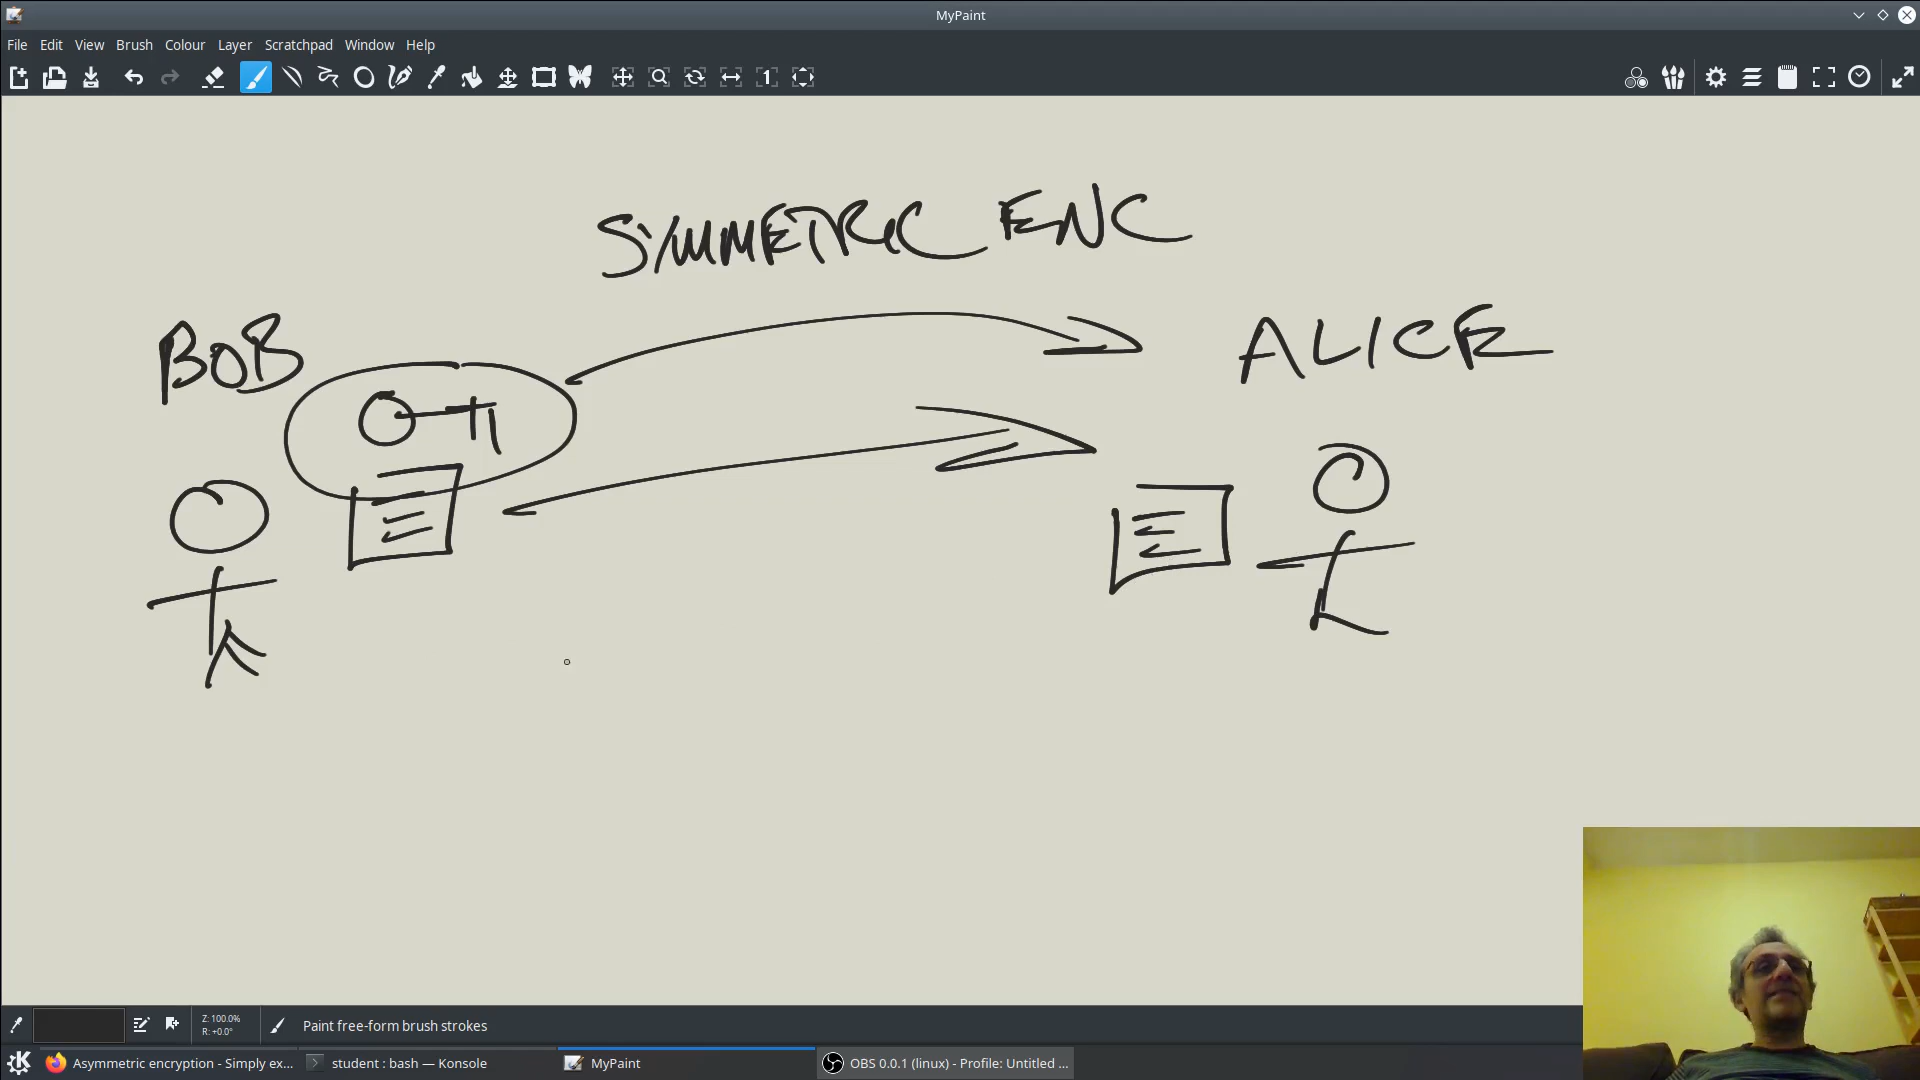 MyPaint
File Edit View Brush Colour Layer Scratchpad Window Help
1
SYMMETRIC ENC
BOB
ALICE
Z: 100.0%
R: +0.0°
Paint free-form brush strokes
Asymmetric encryption - Simply ex...
student : bash — Konsole
MyPaint
OBS 0.0.1 (linux) - Profile: Untitled ...